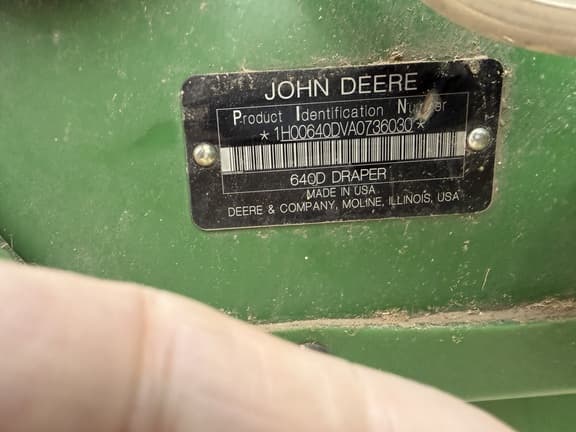 JOHN DEERE
Product Identification Number
*1H00640DVA0736030*
640D DRAPER
MADE IN USA
DEERE & COMPANY, MOLINE, ILLINOIS, USA